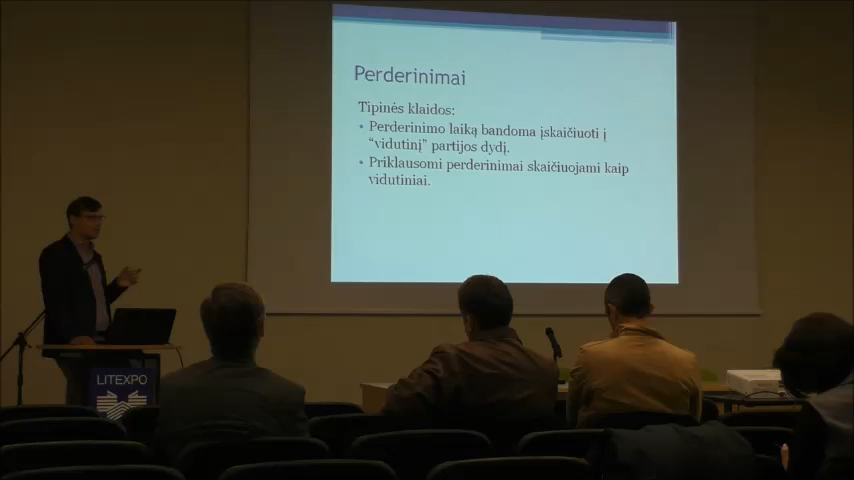 Perderinimai
Tipinės klaidos:
• Perderinimo laiką bandoma įskaičiuoti į
“vidutinį” partijos dydį.
• Priklausomi perderinimai skaičiuojami kaip
vidutiniai.
LITEXPO